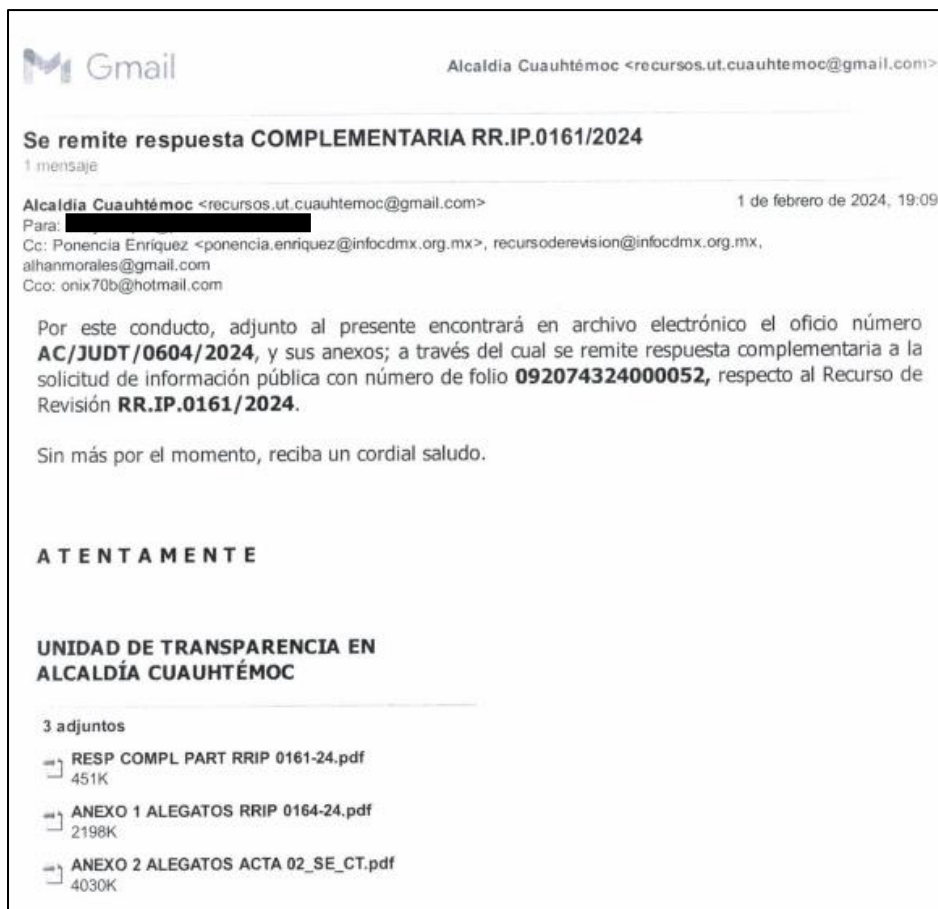 Gmail
Alcaldia Cuauhtémoc <recursos.ut.cuauhtemoc@gmail.com>
Se remite respuesta COMPLEMENTARIA RR.IP.0161/2024
1 mensaje
Alcaldia Cuauhtémoc <recursos.ut.cuauhtemoc@gmail.com> 1 de febrero de 2024, 19:09
Para:
Cc: Ponencia Enríquez <ponencia.enriquez@infocdmx.org.mx>, recursoderevision@infocdmx.org.mx,
alhanmorales@gmail.com
Cco: onix70b@hotmail.com
Por este conducto, adjunto al presente encontrará en archivo electrónico el oficio número
AC/JUDT/0604/2024, y sus anexos; a través del cual se remite respuesta complementaria a la
solicitud de información pública con número de folio 092074324000052, respecto al Recurso de
Revisión RR.IP.0161/2024.
Sin más por el momento, reciba un cordial saludo.
A T E N T A M E N T E
UNIDAD DE TRANSPARENCIA EN
ALCALDÍA CUAUHTÉMOC
3 adjuntos
RESP COMPL PART RRIP 0161-24.pdf
451K
ANEXO 1 ALEGATOS RRIP 0164-24.pdf
2198K
ANEXO 2 ALEGATOS ACTA 02_SE_CT.pdf
4030K